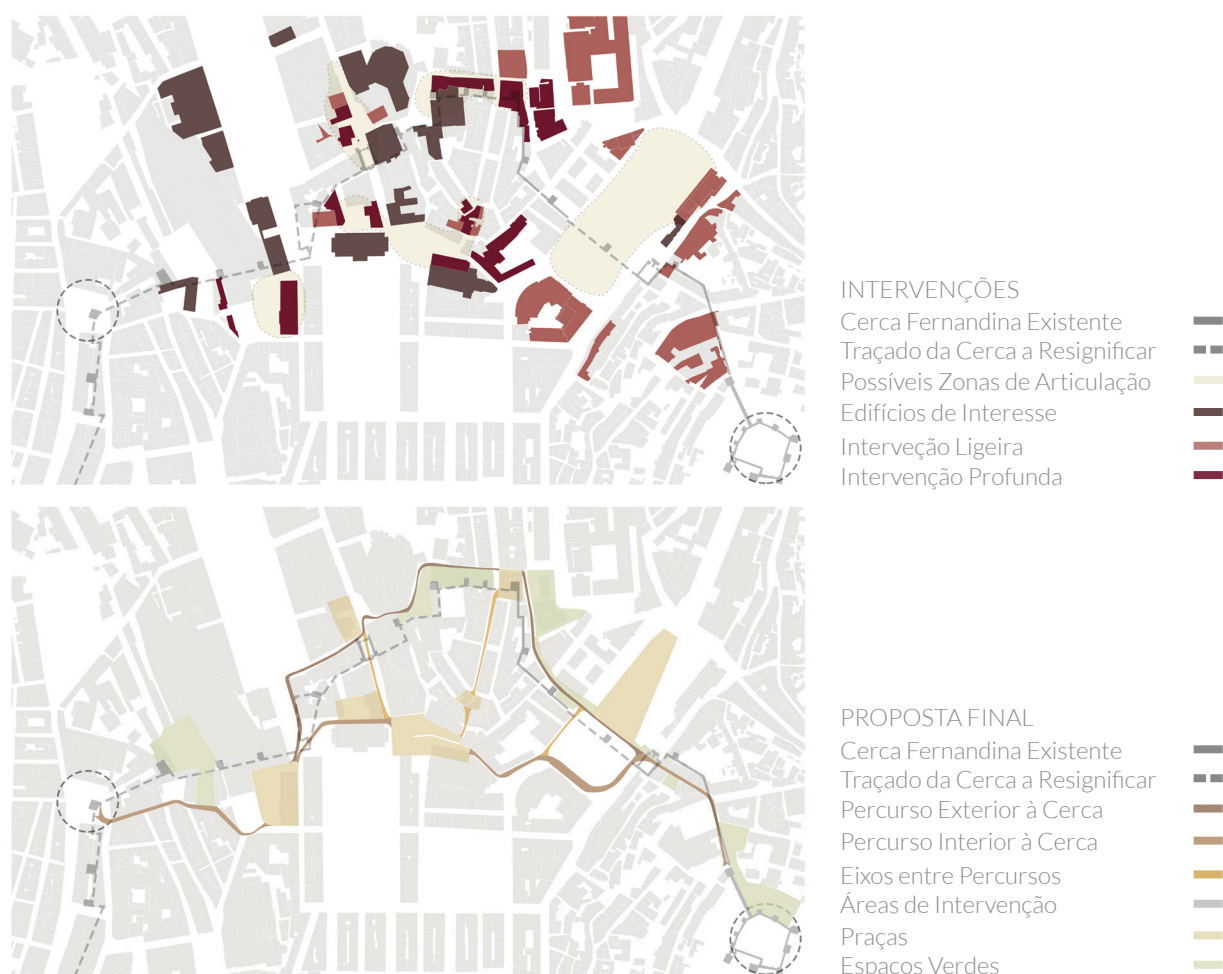 INTERVENÇÕES
Cerca Fernandina Existente
Traçado da Cerca a Resignificar
Possíveis Zonas de Articulação
Edifícios de Interesse
Interveção Ligeira
Intervenção Profunda
PROPOSTA FINAL
Cerca Fernandina Existente
Traçado da Cerca a Resignificar
Percurso Exterior à Cerca
Percurso Interior à Cerca
Eixos entre Percursos
Áreas de Intervenção
Praças
Espaços Verdes